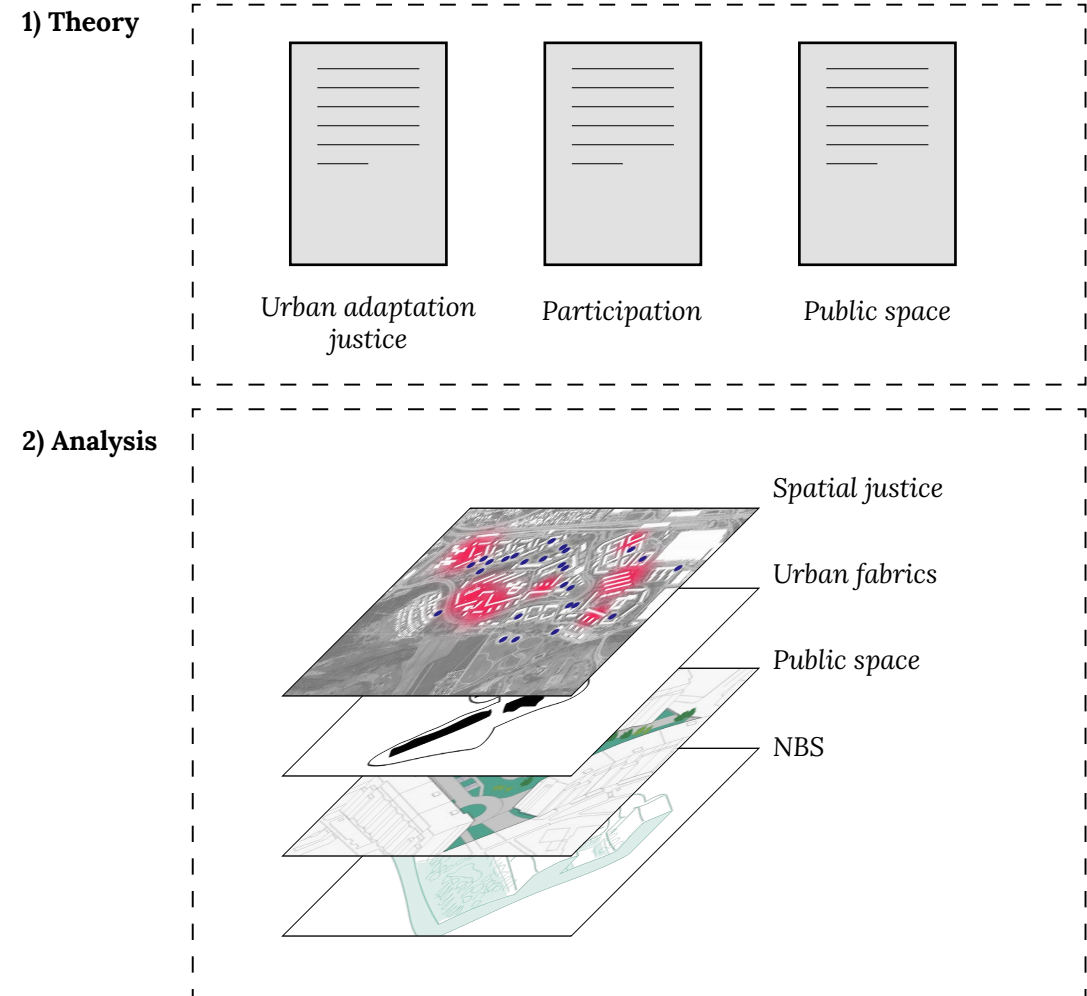 1) Theory
Urban adaptation
justice
Participation
Public space
2) Analysis
Spatial justice
Urban fabrics
Public space
NBS